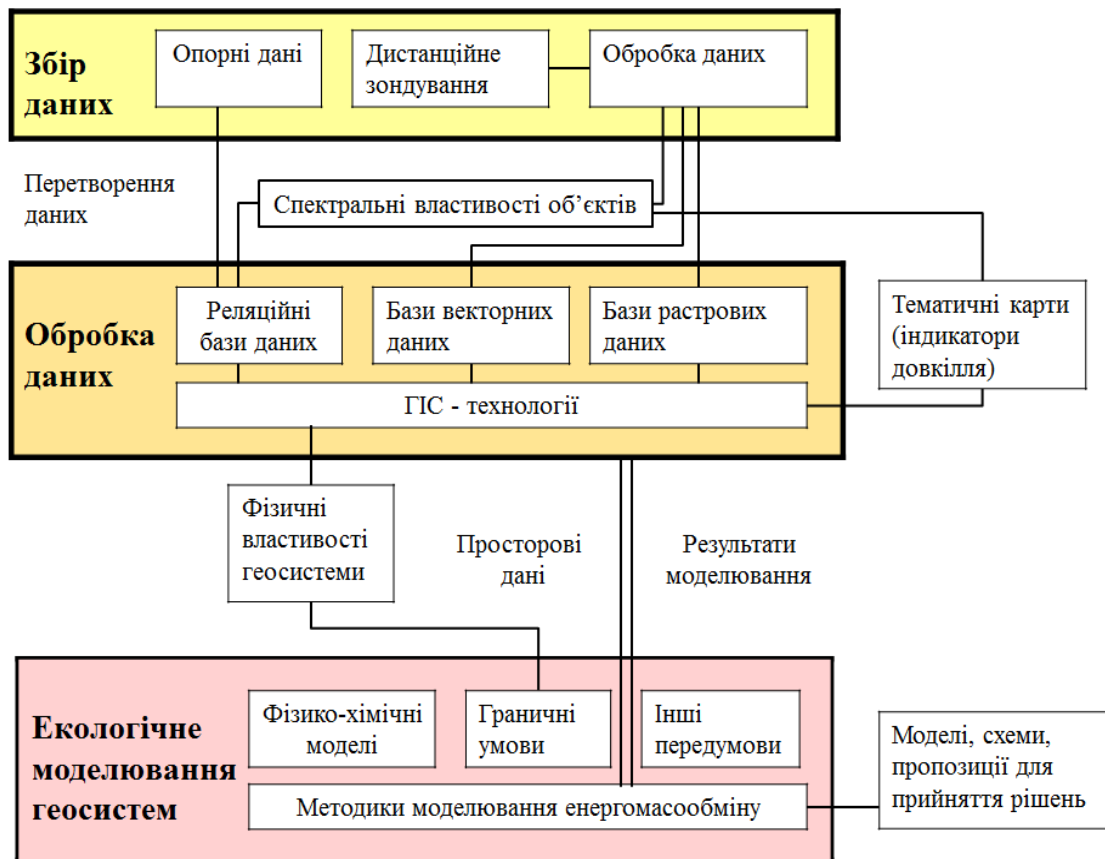 Збір
даних
Опорні дані
Дистанційне
зондування
Обробка даних
Перетворення
даних
Спектральні властивості об’єктів
Обробка
даних
Реляційні
бази даних
Бази векторних
даних
Бази растрових
даних
ГІС - технології
Тематичні карти
(індикатори
довкілля)
Фізичні
властивості
геосистеми
Просторові
дані
Результати
моделювання
Екологічне
моделювання
геосистем
Фізико-хімічні
моделі
Граничні
умови
Інші
передумови
Методики моделювання енергомасообміну
Моделі, схеми,
пропозиції для
прийняття рішень